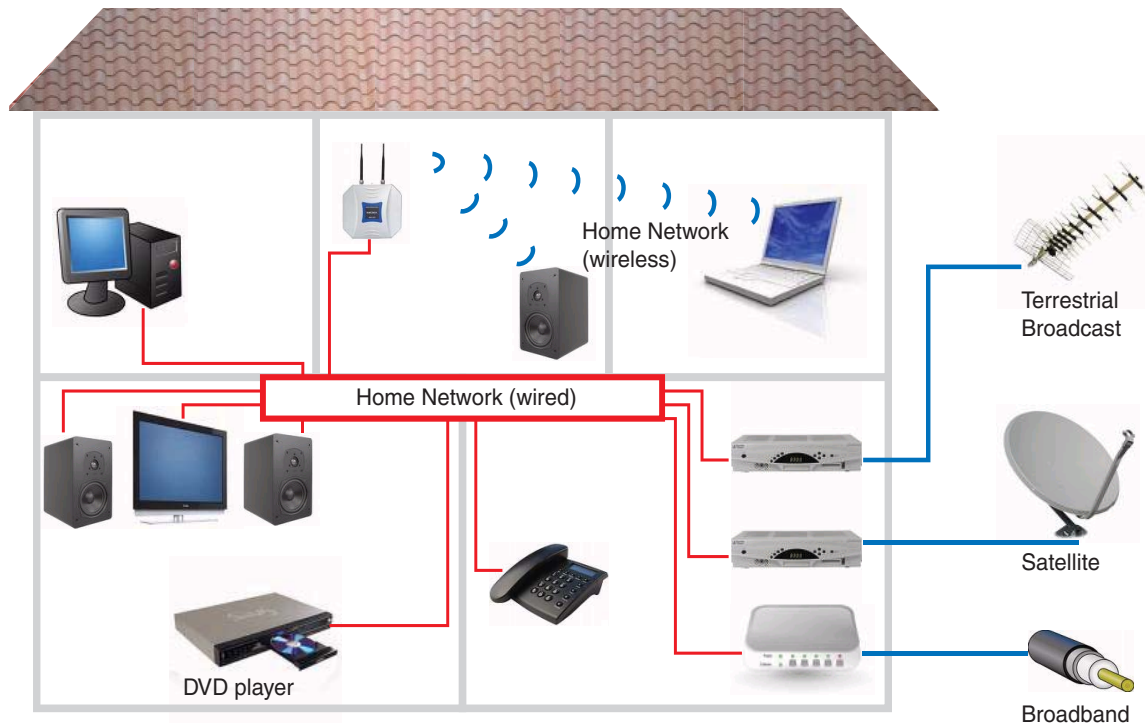 Home Network
(wireless)
Terrestrial
Broadcast
Home Network (wired)
Satellite
DVD player
Broadband